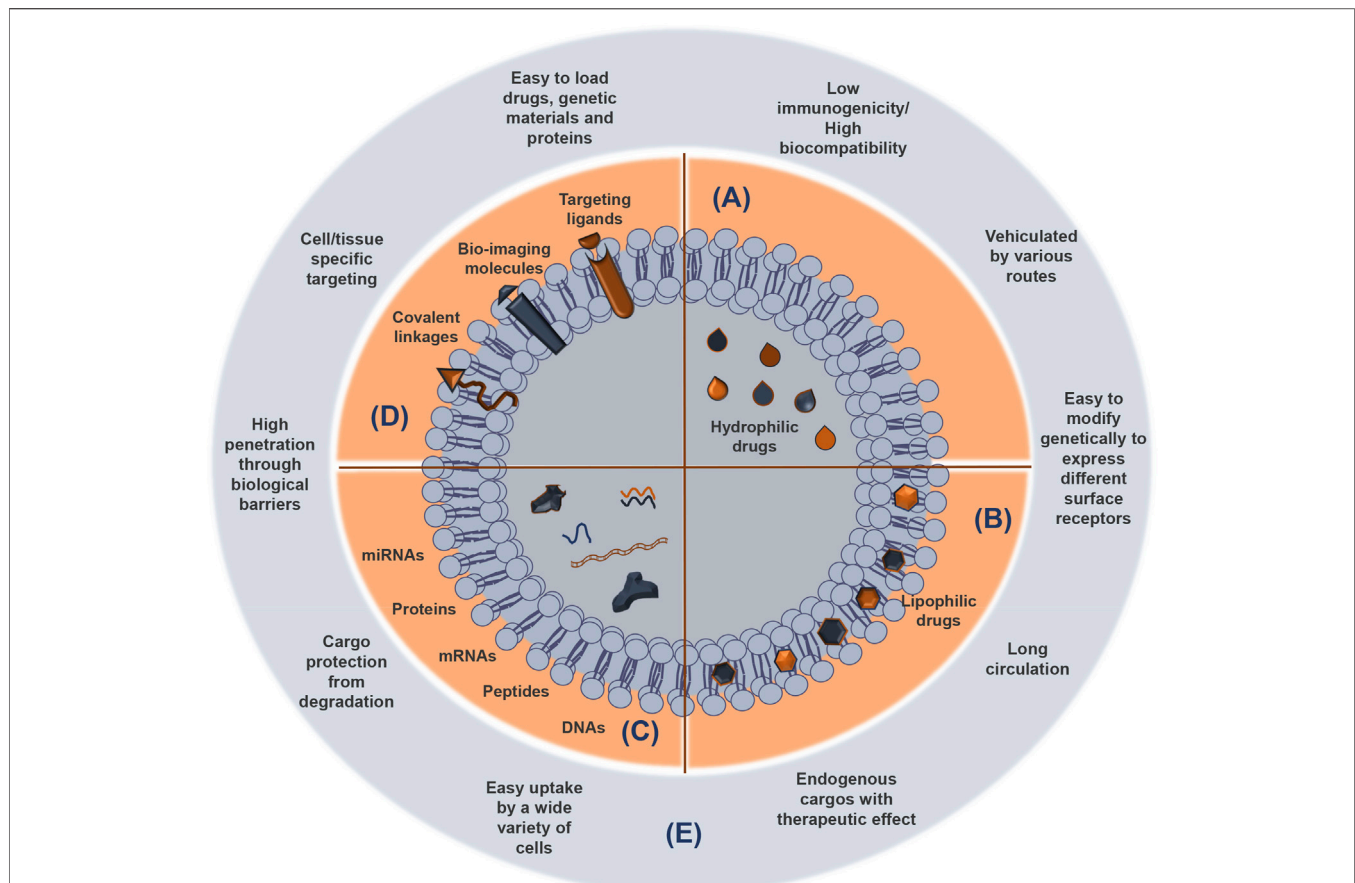 Easy to load
drugs, genetic
materials and
proteins
Low
immunogenicity/
High
biocompatibility
Vehiculated
by various
routes
Easy to
modify
genetically to
express
different
surface
receptors
Long
circulation
Endogenous
cargos with
therapeutic effect
(E)
Easy uptake
by a wide
variety of
cells
Cargo
protection
from
degradation
High
penetration
through
biological
barriers
Cell/tissue
specific
targeting
(A)
Hydrophilic
drugs
(B)
Lipophilic
drugs
(C)
miRNAs
Proteins
mRNAs
Peptides
DNAs
(D)
Targeting
ligands
Bio-imaging
molecules
Covalent
linkages